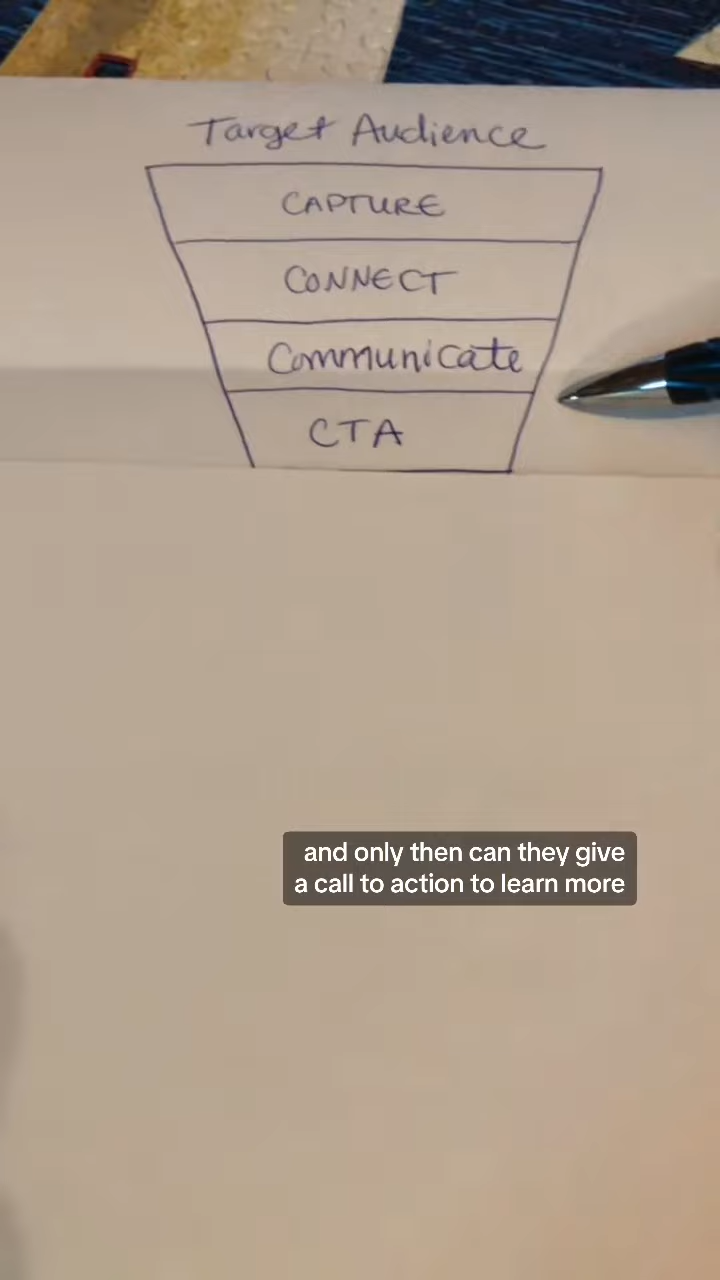 Target Audience
CAPTURE
CONNECT
Communicate
CTA
and only then can they give
a call to action to learn more